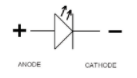 + −
ANODE CATHODE